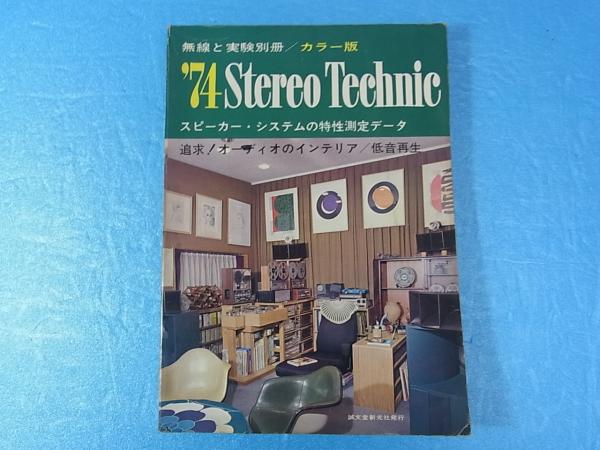 無線と実験別冊/カラー版
'74 Stereo Technic
スピーカー・システムの特性測定データ
追求!オーディオのインテリア/低音再生
誠文堂新光社発行